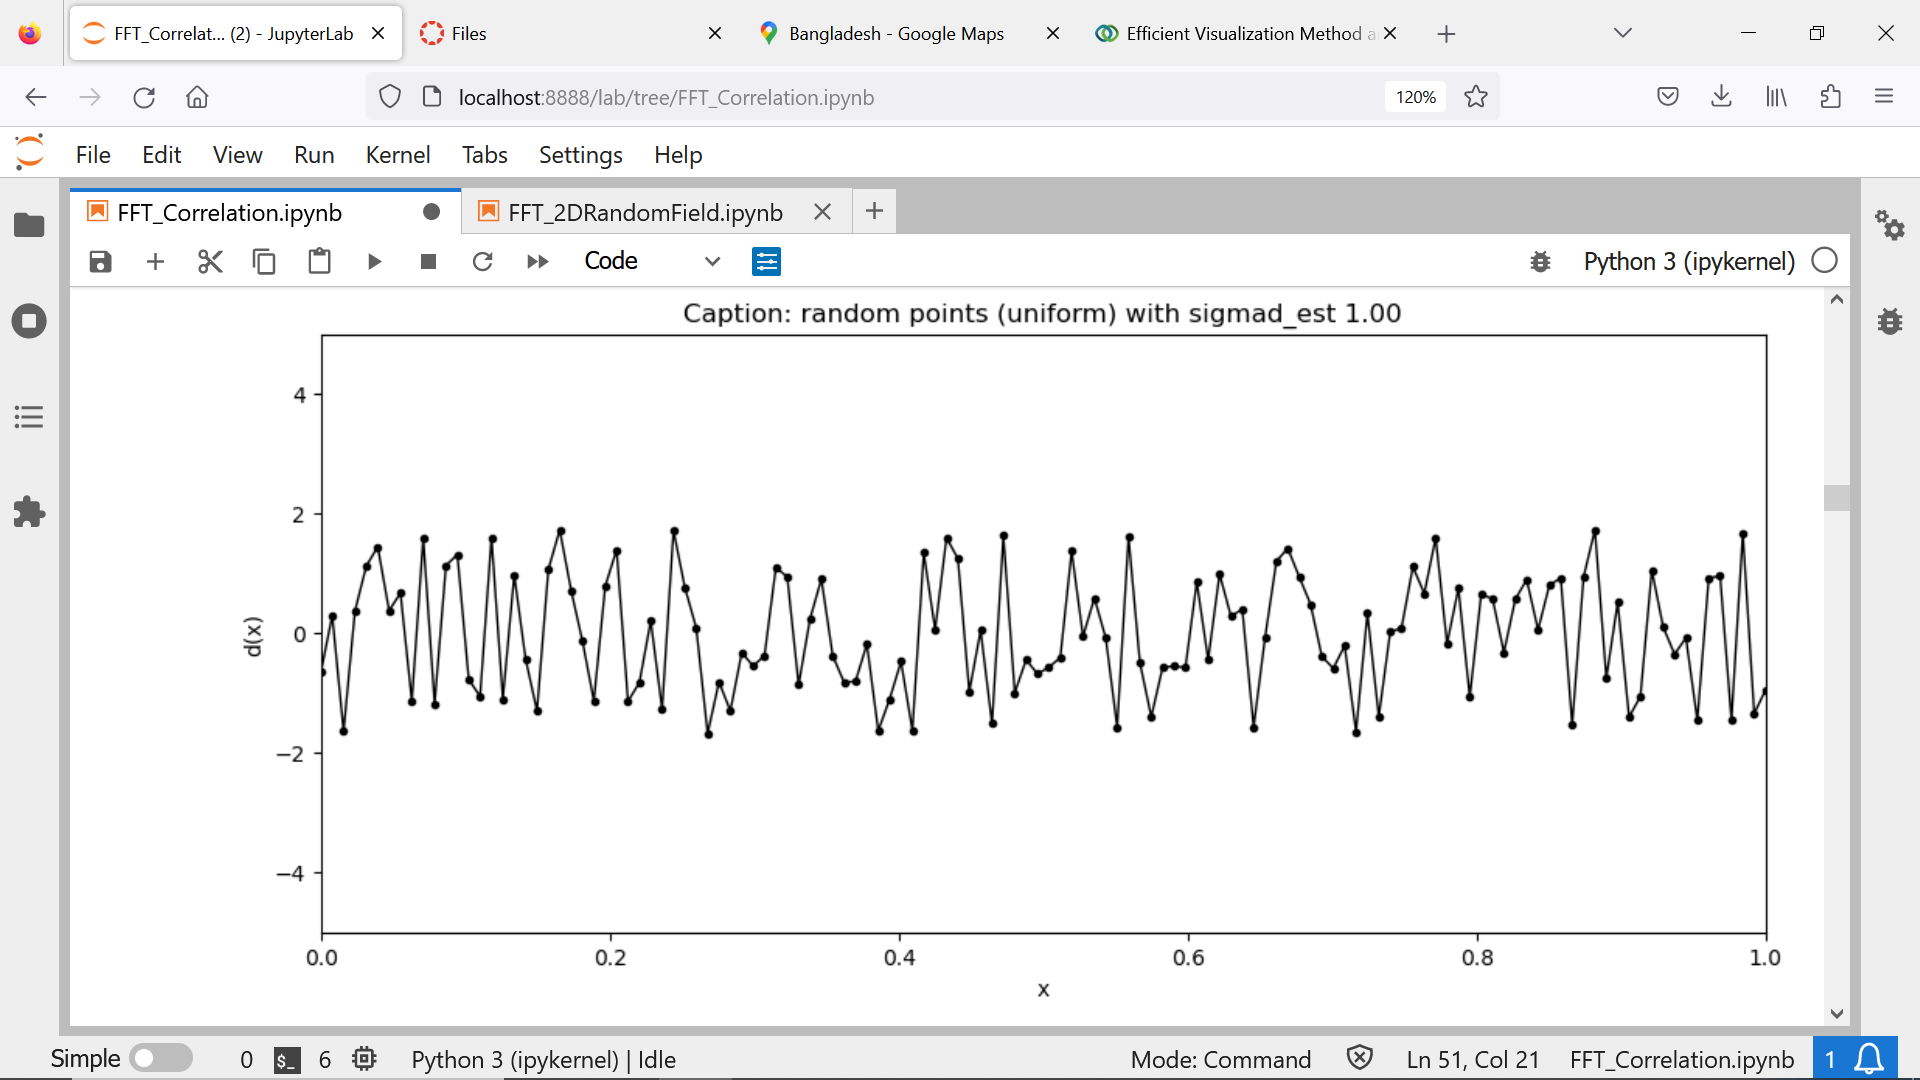 FFT_Correlat... (2) - JupyterLab
Files
Bangladesh - Google Maps
Efficient Visualization Method a
localhost:8888/lab/tree/FFT_Correlation.ipynb
120%
File Edit View Run Kernel Tabs Settings Help
FFT_Correlation.ipynb
FFT_2DRandomField.ipynb
Code
Python 3 (ipykernel)
Caption: random points (uniform) with sigmad_est 1.00
4
2
0
−2
−4
d(x)
0.0 0.2 0.4 0.6 0.8 1.0
x
Simple 0 $_ 6 Python 3 (ipykernel) | Idle Mode: Command Ln 51, Col 21 FFT_Correlation.ipynb 1